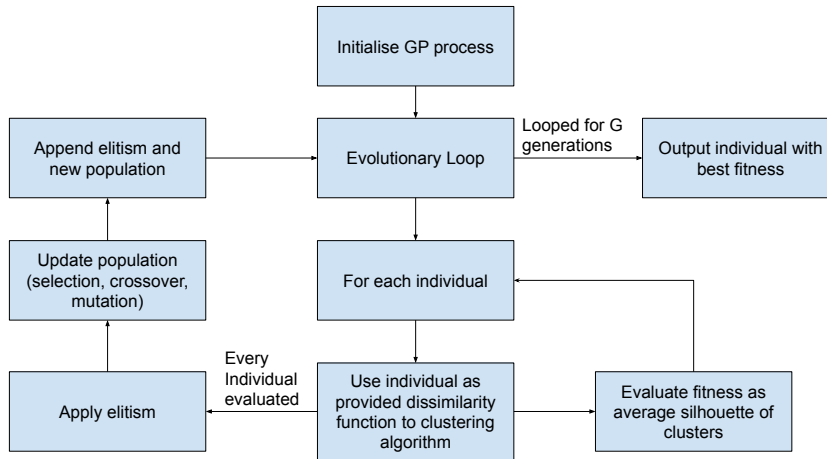 Initialise GP process
Append elitism and
new population
Evolutionary Loop
Looped for G
generations
Output individual with
best fitness
Update population
(selection, crossover,
mutation)
For each individual
Every
Individual
evaluated
Apply elitism
Use individual as
provided dissimilarity
function to clustering
algorithm
Evaluate fitness as
average silhouette of
clusters